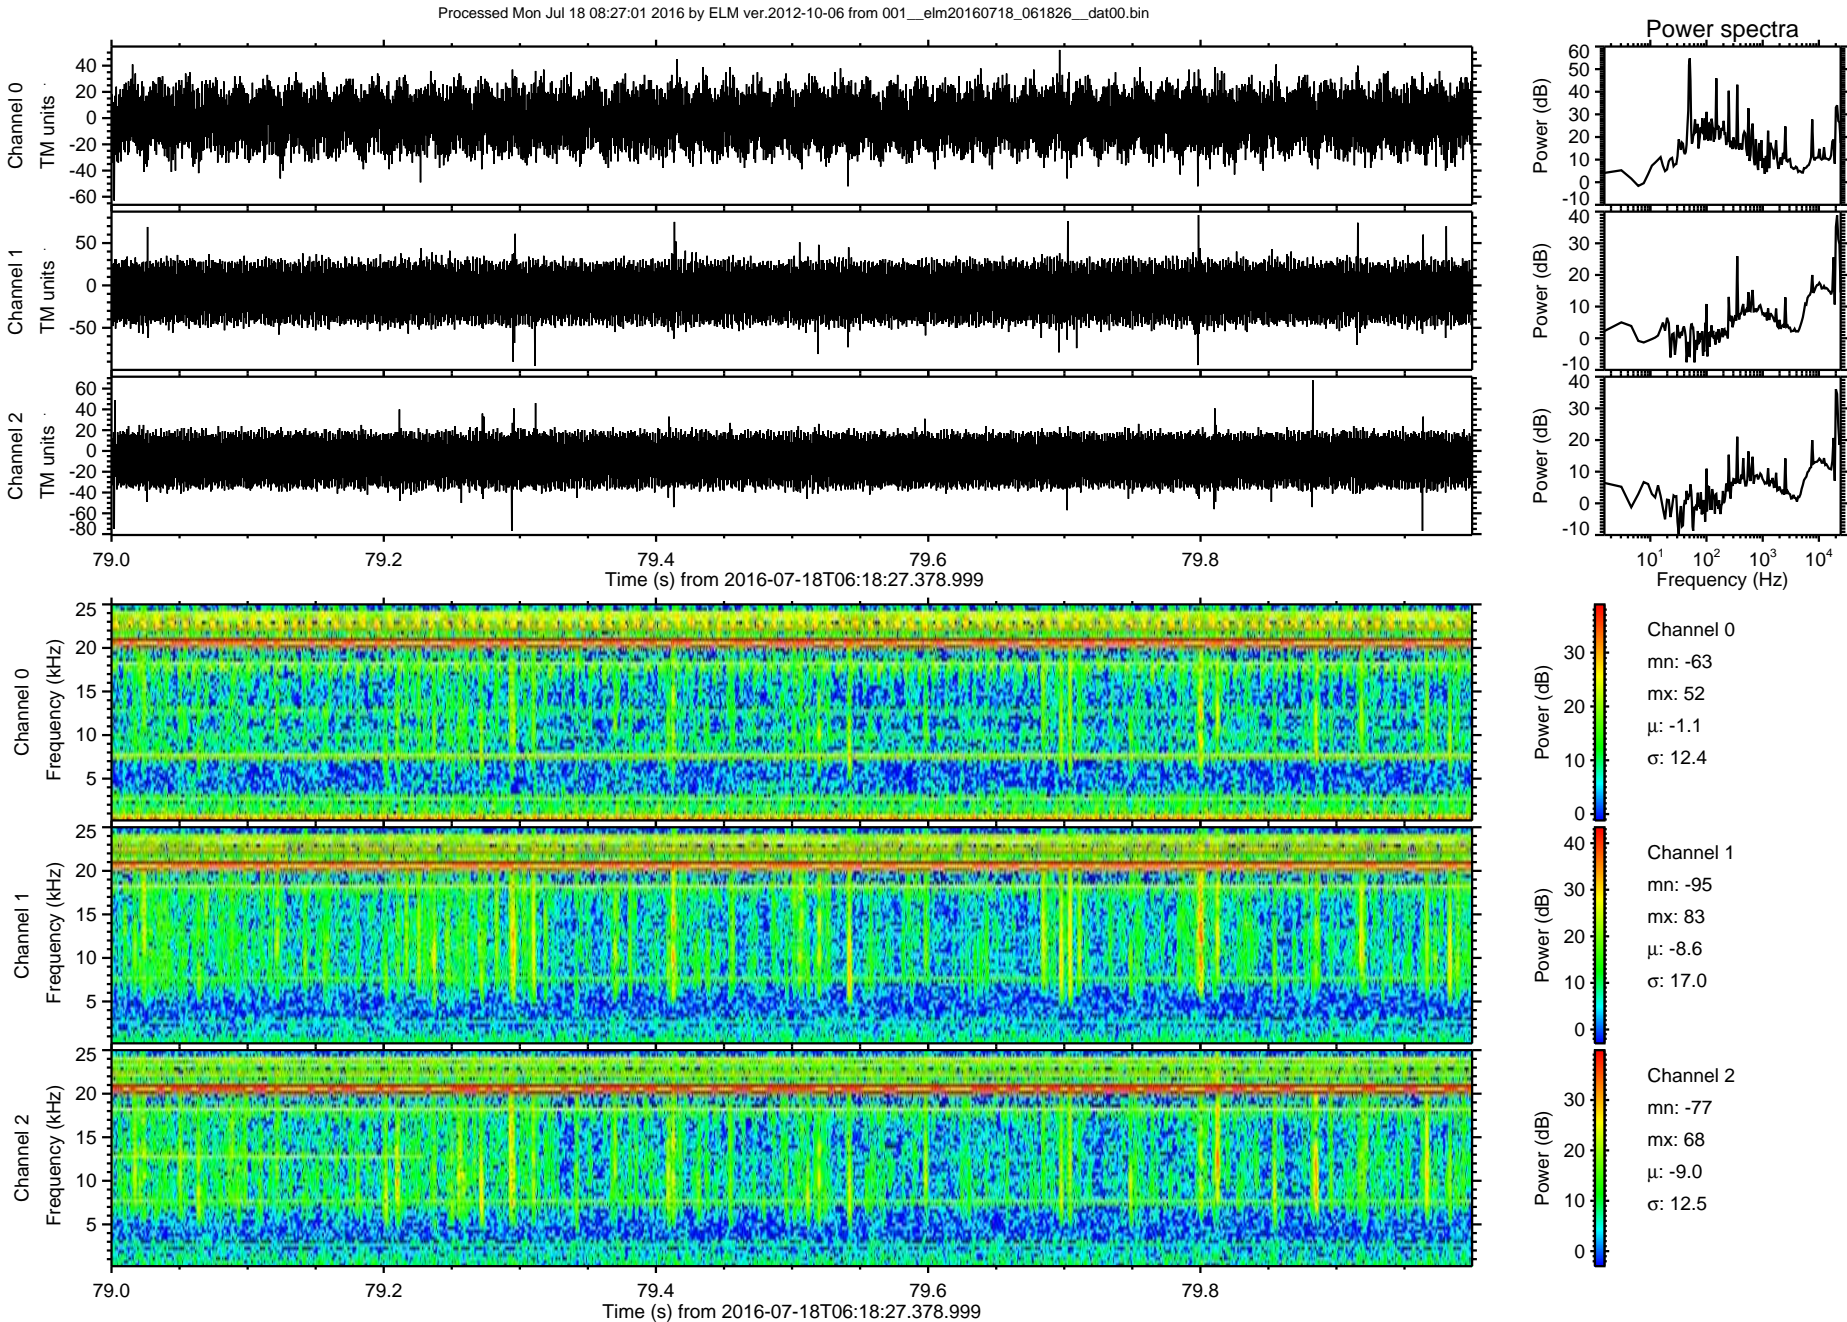 Processed Mon Jul 18 08:27:01 2016 by ELM ver.2012-10-06 from 001__elm20160718_061826__dat00.bin
Power spectra
Channel 0
TM units
40
20
0
-20
-40
-60
Power (dB)
60
50
40
30
20
10
0
-10
Channel 1
TM units
50
0
-50
Power (dB)
40
30
20
10
0
-10
Channel 2
TM units
60
40
20
0
-20
-40
-60
-80
Power (dB)
40
30
20
10
0
-10
79.0 79.2 79.4 79.6 79.8
Time (s) from 2016-07-18T06:18:27.378.999
10^1 10^2 10^3 10^4
Frequency (Hz)
Channel 0
Frequency (kHz)
25
20
15
10
5
Power (dB)
30
20
10
0
Channel 0
mn: -63
mx: 52
μ: -1.1
σ: 12.4
Channel 1
Frequency (kHz)
25
20
15
10
5
Power (dB)
40
30
20
10
0
Channel 1
mn: -95
mx: 83
μ: -8.6
σ: 17.0
Channel 2
Frequency (kHz)
25
20
15
10
5
Power (dB)
30
20
10
0
Channel 2
mn: -77
mx: 68
μ: -9.0
σ: 12.5
79.0 79.2 79.4 79.6 79.8
Time (s) from 2016-07-18T06:18:27.378.999